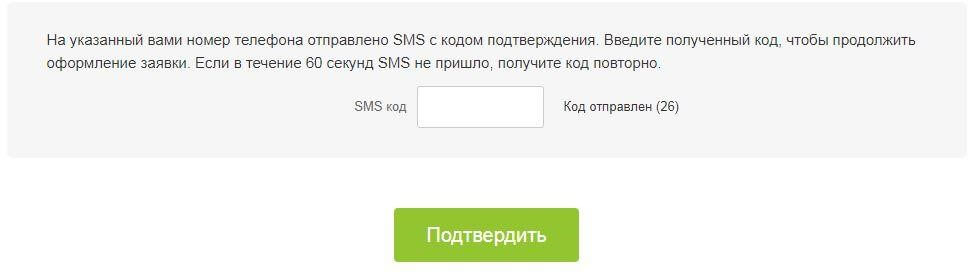 На указанный вами номер телефона отправлено SMS с кодом подтверждения. Введите полученный код, чтобы продолжить
оформление заявки. Если в течение 60 секунд SMS не пришло, получите код повторно.
SMS код Код отправлен (26)
Подтвердить